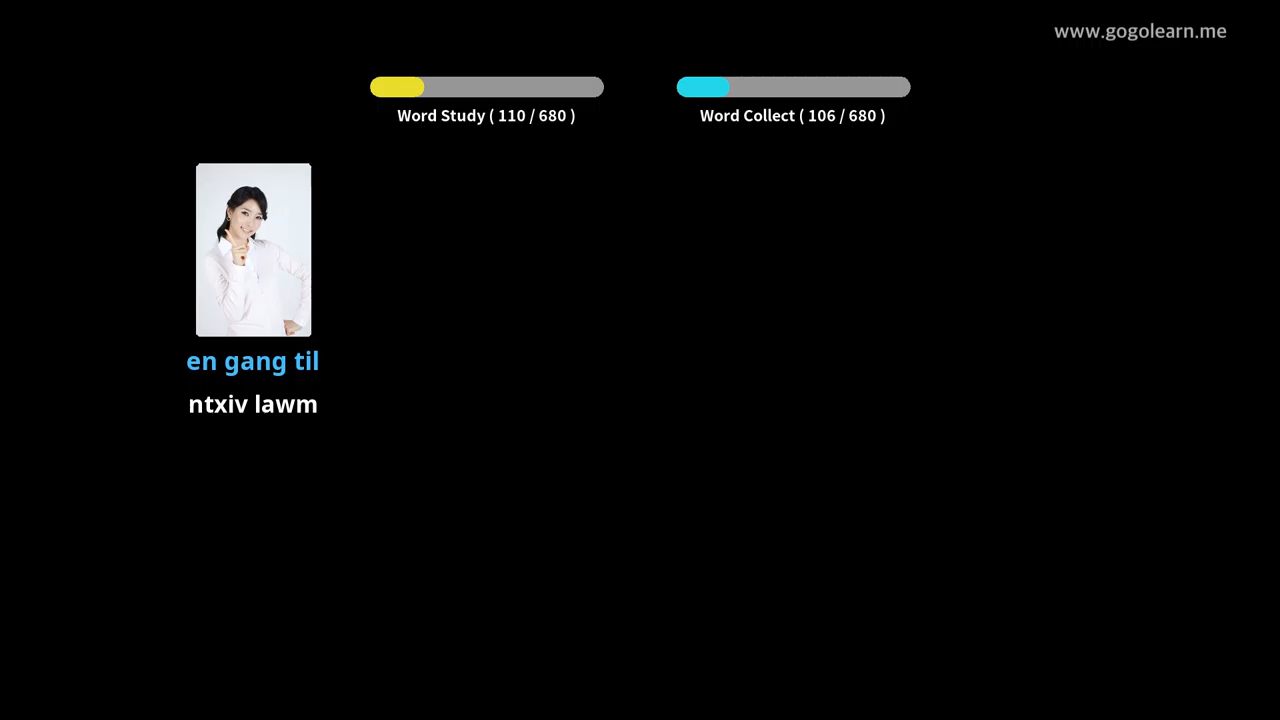 www.gogolearn.me
Word Study ( 110 / 680 )
Word Collect ( 106 / 680 )
en gang til
ntxiv lawm